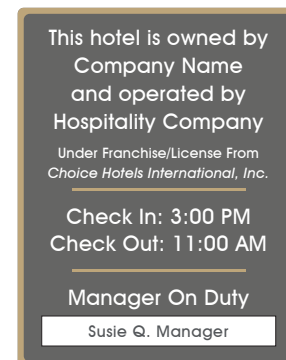 This hotel is owned by
Company Name
and operated by
Hospitality Company
Under Franchise/License From
Choice Hotels International, Inc.
Check In: 3:00 PM
Check Out: 11:00 AM
Manager On Duty
Susie Q. Manager